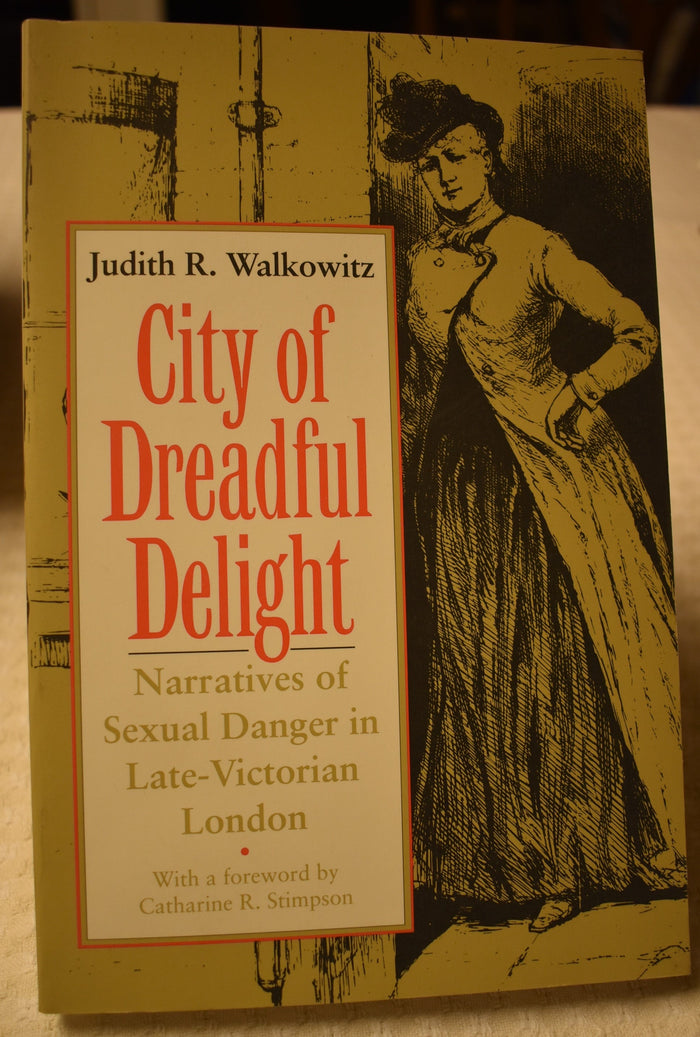 Judith R. Walkowitz
City of
Dreadful
Delight
Narratives of
Sexual Danger in
Late-Victorian
London
With a foreword by
Catharine R. Stimpson